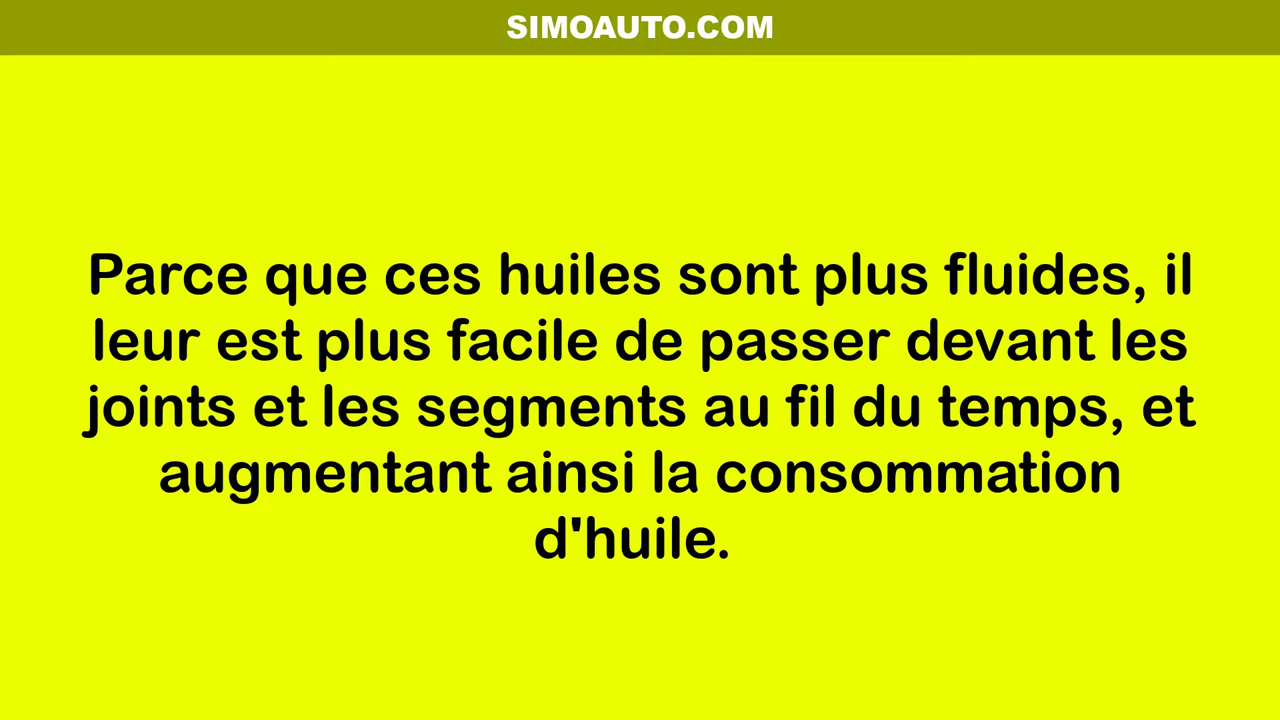 SIMOAUTO.COM
Parce que ces huiles sont plus fluides, il
leur est plus facile de passer devant les
joints et les segments au fil du temps, et
augmentant ainsi la consommation
d'huile.